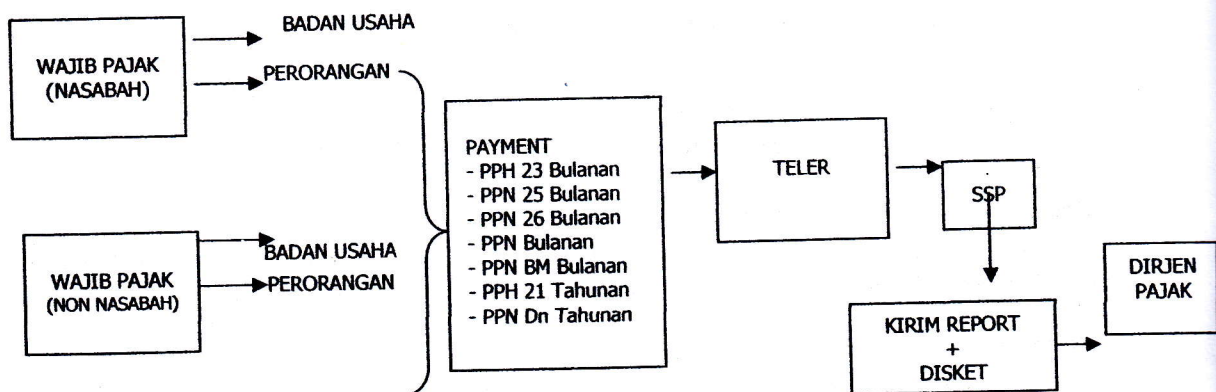 BADAN USAHA
WAJIB PAJAK
(NASABAH)
PERORANGAN
PAYMENT
- PPH 23 Bulanan
- PPN 25 Bulanan
- PPN 26 Bulanan
- PPN Bulanan
- PPN BM Bulanan
- PPH 21 Tahunan
- PPN Dn Tahunan
TELER
SSP
WAJIB PAJAK
(NON NASABAH)
BADAN USAHA
PERORANGAN
KIRIM REPORT
+
DISKET
DIRJEN
PAJAK